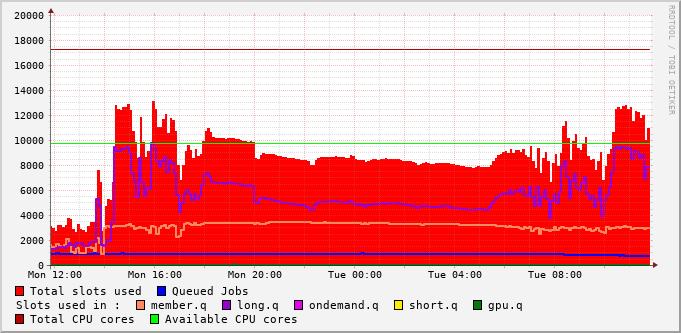 20000
18000
16000
14000
12000
10000
8000
6000
4000
2000
0
Mon 12:00 Mon 16:00 Mon 20:00 Tue 00:00 Tue 04:00 Tue 08:00
RRDTOOL / TOBI OETIKER
Total slots used Queued Jobs
Slots used in : member.q long.q ondemand.q short.q gpu.q
Total CPU cores Available CPU cores